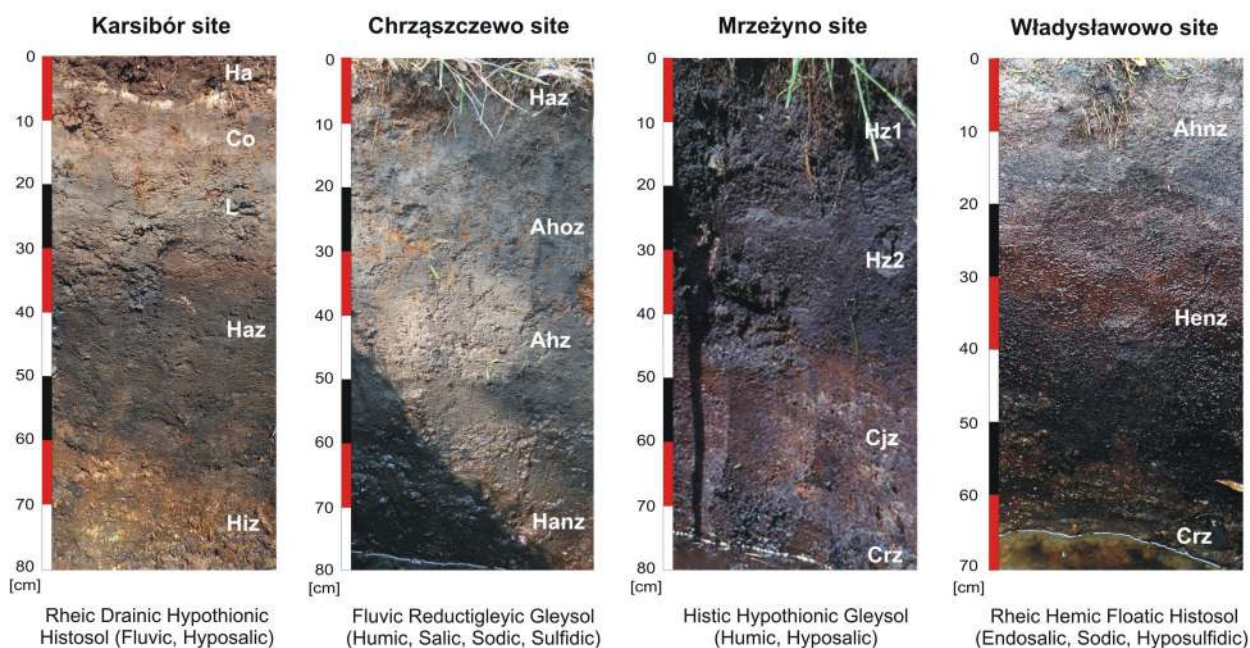 Karsibór site
0
10
20
30
40
50
60
70
80
[cm]
Ha
Co
L
Haz
Hiz
Rheic Drainic Hypothionic
Histosol (Fluvic, Hyposalic)
Chrząszczewo site
0
10
20
30
40
50
60
70
80
[cm]
Haz
Ahoz
Ahz
Hanz
Fluvic Reductigleyic Gleysol
(Humic, Salic, Sodic, Sulfidic)
Mrzeżyno site
0
10
20
30
40
50
60
70
80
[cm]
Hz1
Hz2
Cjz
Crz
Histic Hypothionic Gleysol
(Humic, Hyposalic)
Władysławowo site
0
10
20
30
40
50
60
70
[cm]
Ahnz
Henz
Crz
Rheic Hemic Floatic Histosol
(Endosalic, Sodic, Hyposulfidic)